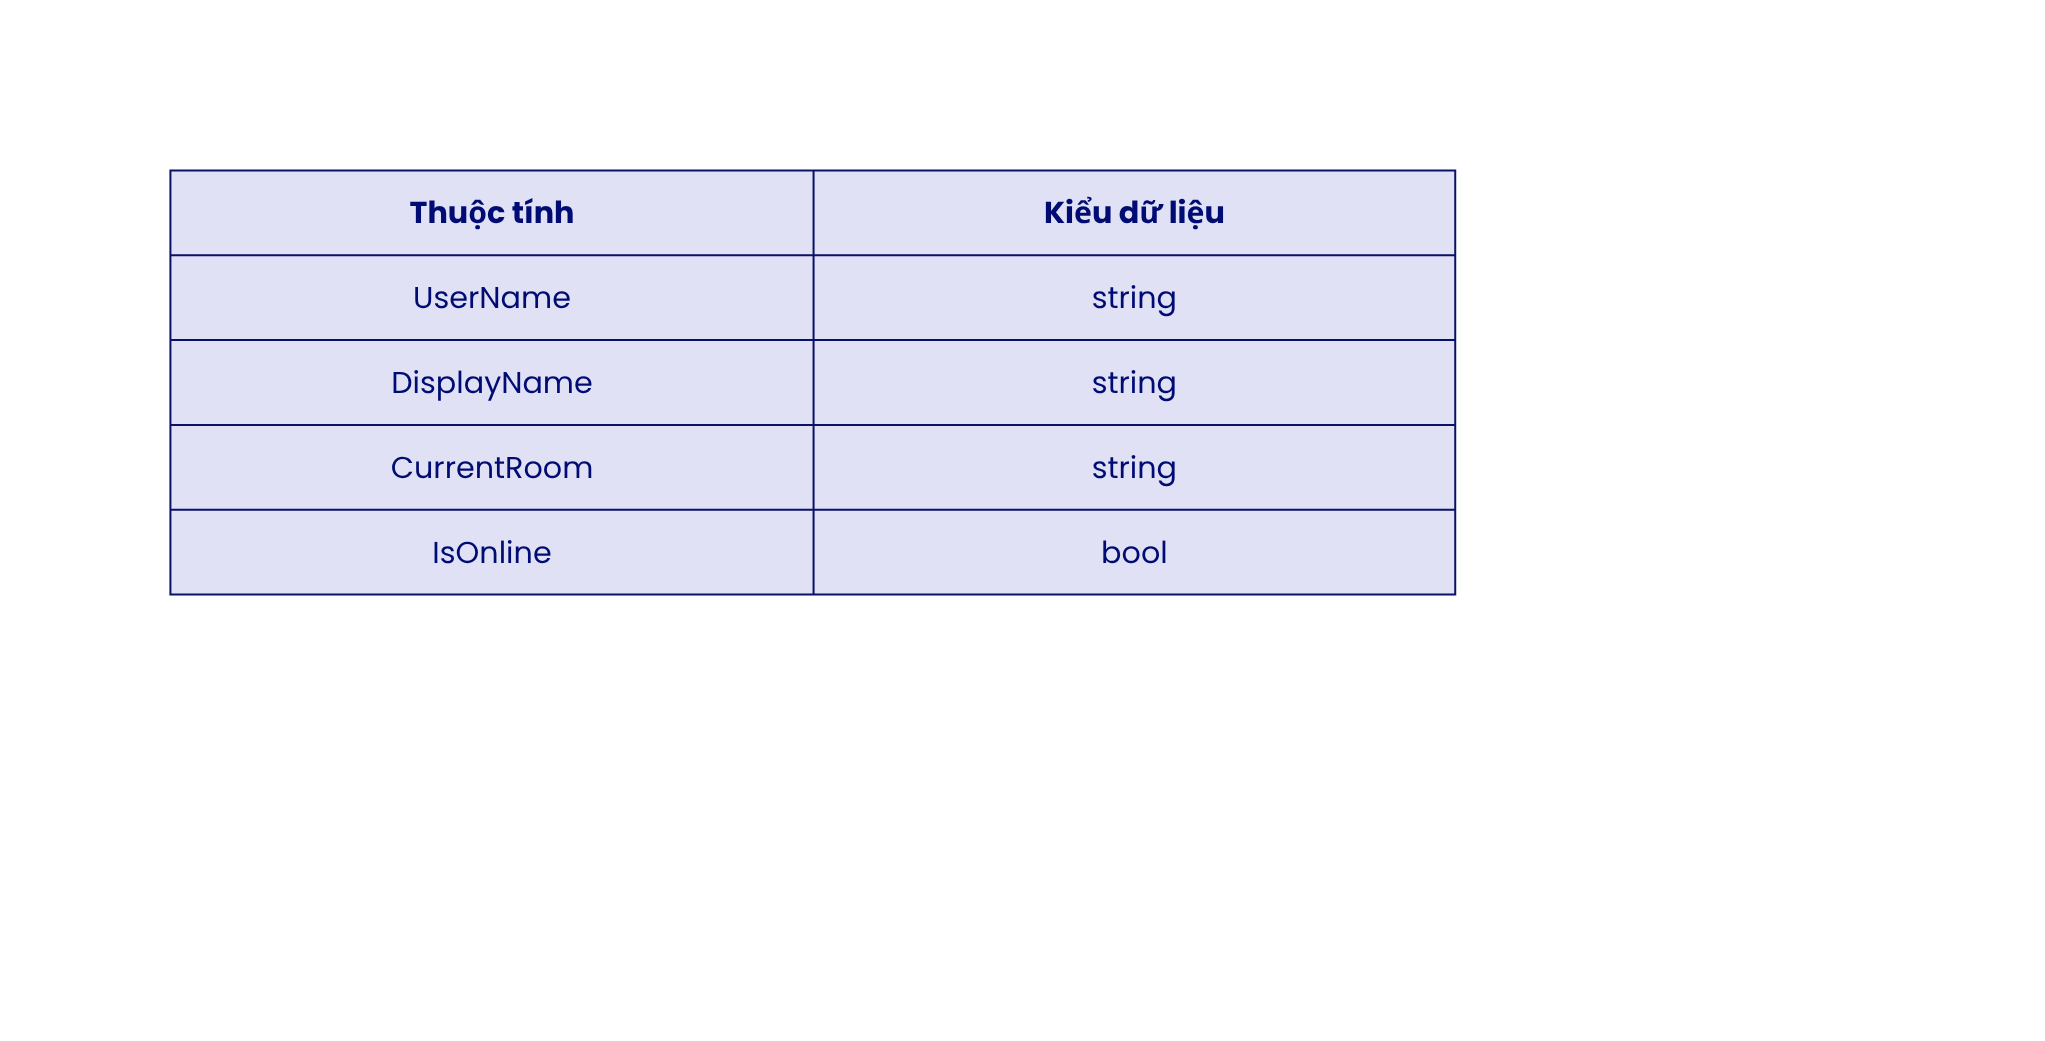 Thuộc tính Kiểu dữ liệu
UserName string
DisplayName string
CurrentRoom string
IsOnline bool